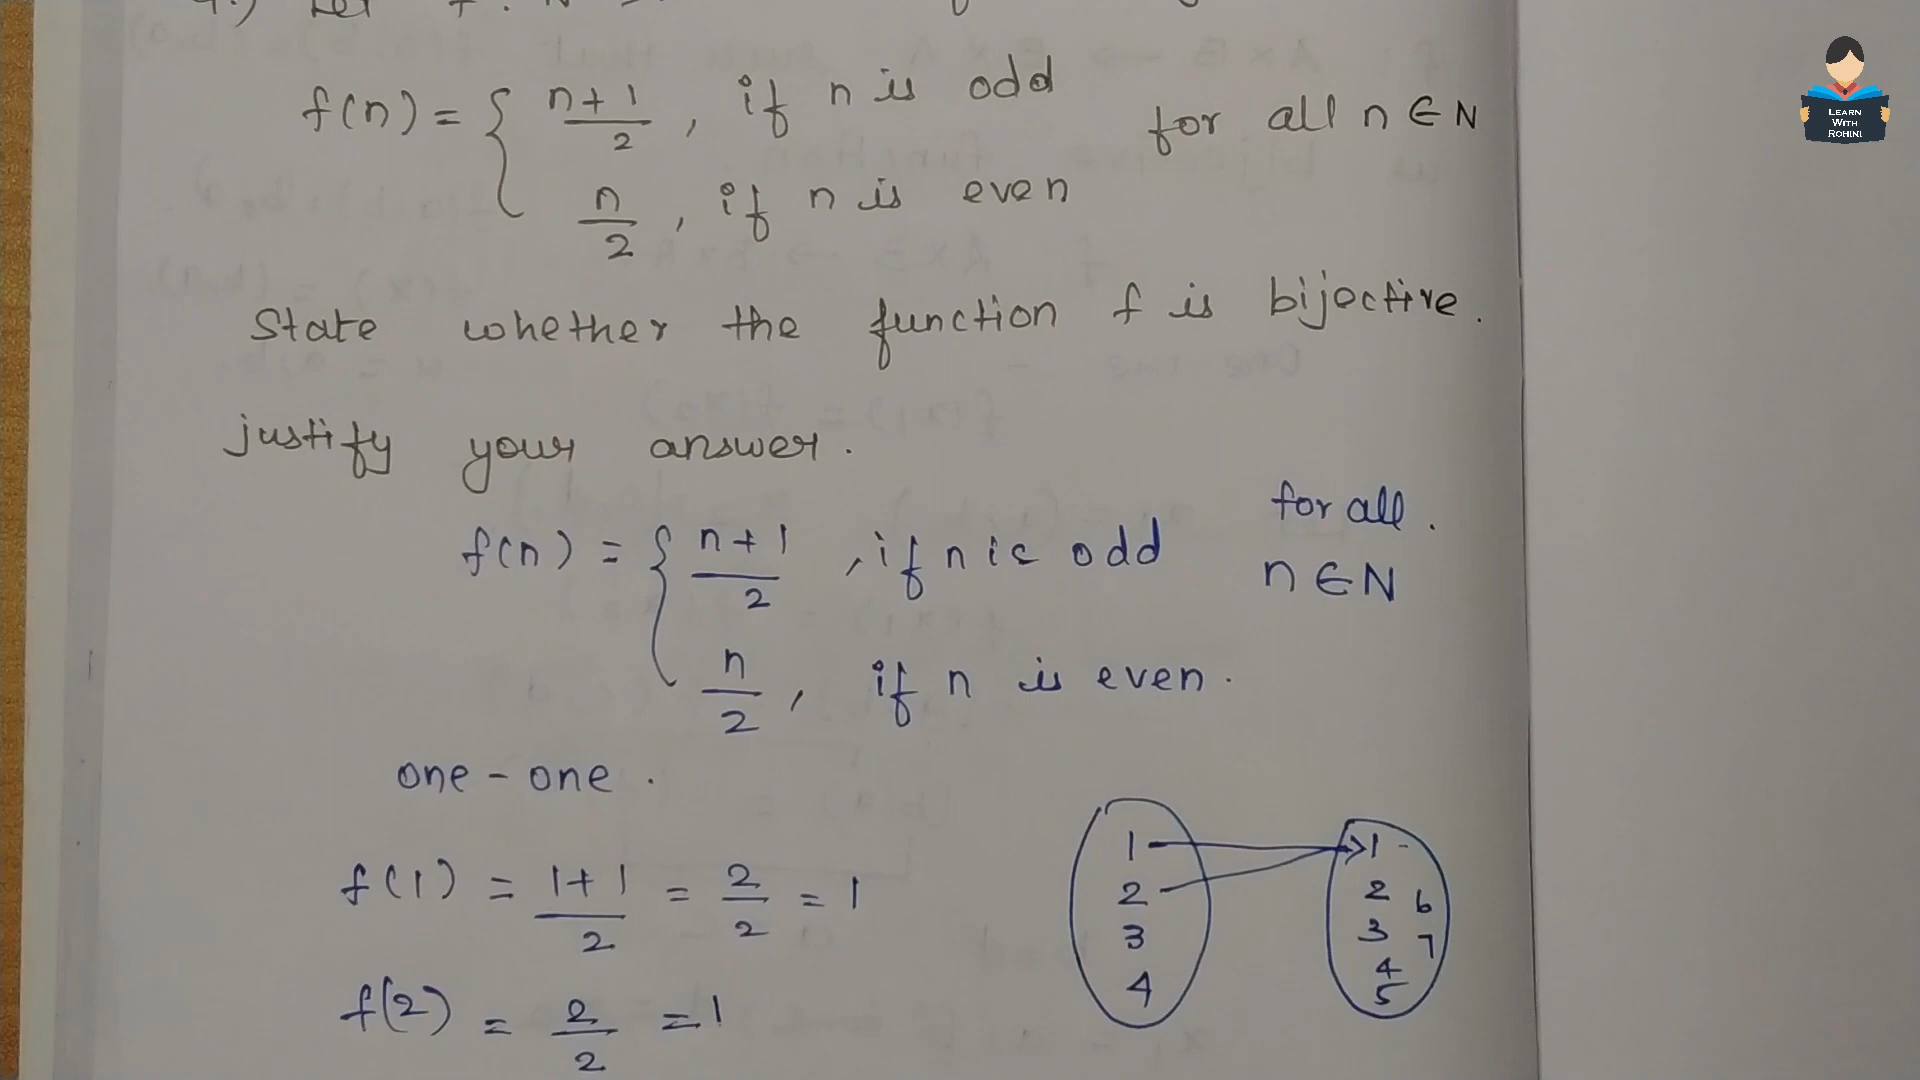 Let f : N
f(n) = { n+1/2 , if n is odd for all n ∈ N
n/2 , if n is even
State whether the function f is bijective.
justify your answer.
f(n) = { n+1/2 , if n is odd for all.
n ∈ N
n/2 , if n is even.
one - one .
f(1) = 1+1/2 = 2/2 = 1
f(2) = 2/2 = 1
1 1
2 2 6
3 3 7
4 4
5
LEARN
WITH
ROHINI